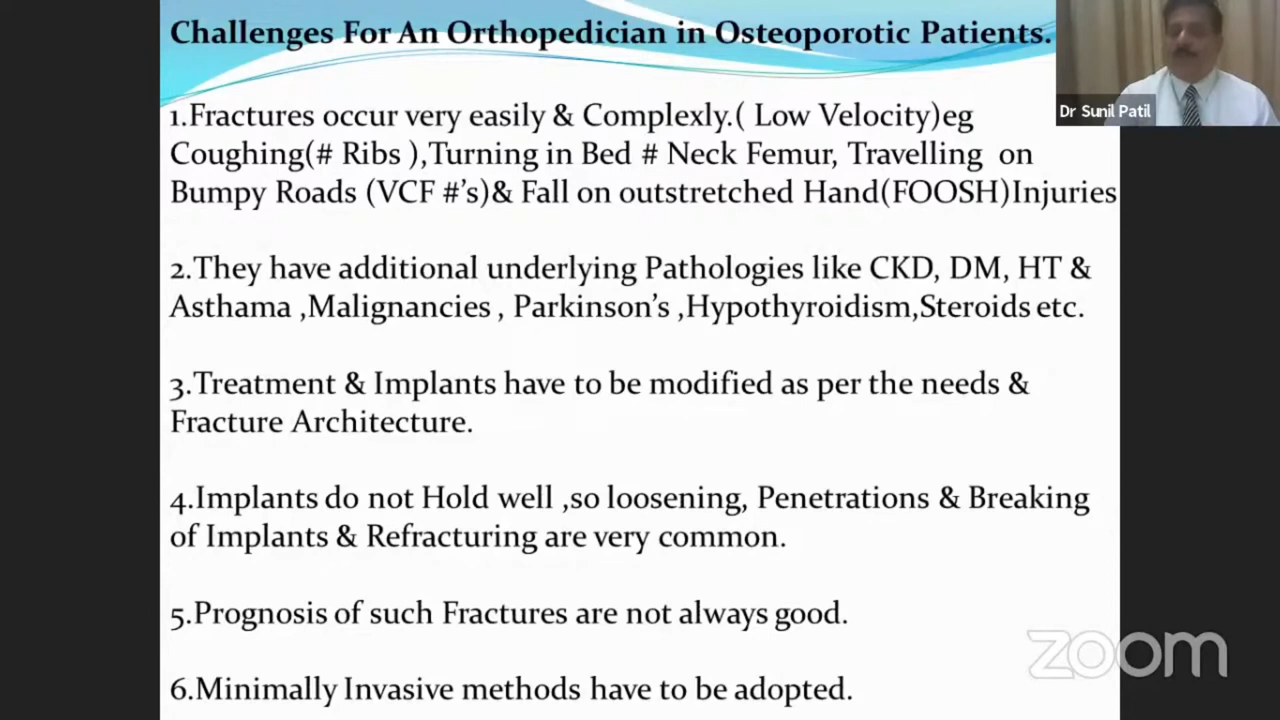 Challenges For An Orthopedician in Osteoporotic Patients.
Dr Sunil Patil
1.Fractures occur very easily & Complexly.( Low Velocity)eg
Coughing(# Ribs ),Turning in Bed # Neck Femur, Travelling on
Bumpy Roads (VCF #’s)& Fall on outstretched Hand(FOOSH)Injuries
2.They have additional underlying Pathologies like CKD, DM, HT &
Asthama ,Malignancies , Parkinson’s ,Hypothyroidism,Steroids etc.
3.Treatment & Implants have to be modified as per the needs &
Fracture Architecture.
4.Implants do not Hold well ,so loosening, Penetrations & Breaking
of Implants & Refracturing are very common.
5.Prognosis of such Fractures are not always good.
6.Minimally Invasive methods have to be adopted.
zoom